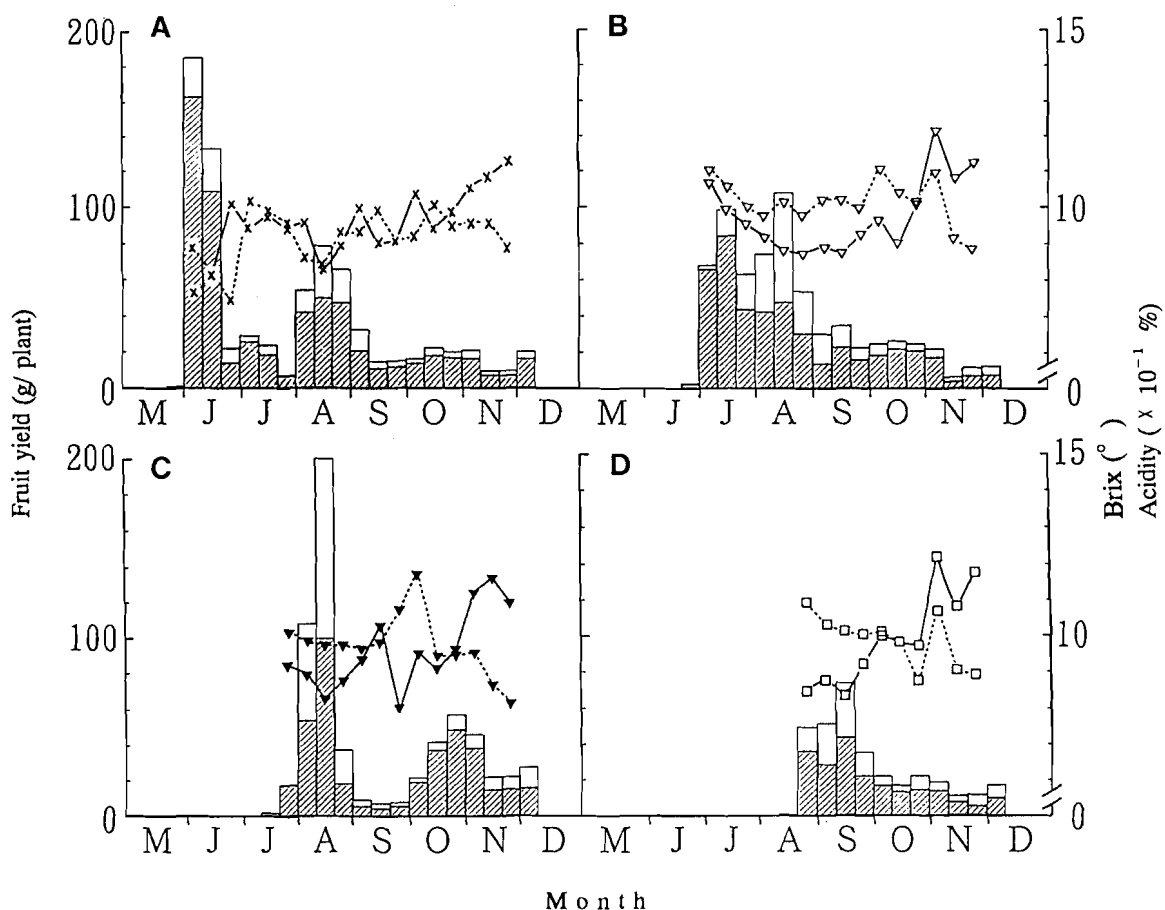 A
B
200
100
0
15
10
0
M J J A S O N D
M J J A S O N D
C
D
200
100
0
15
10
0
M J J A S O N D
M J J A S O N D
Fruit yield (g/ plant)
Brix (°)
Acidity ( × 10⁻¹ %)
Month